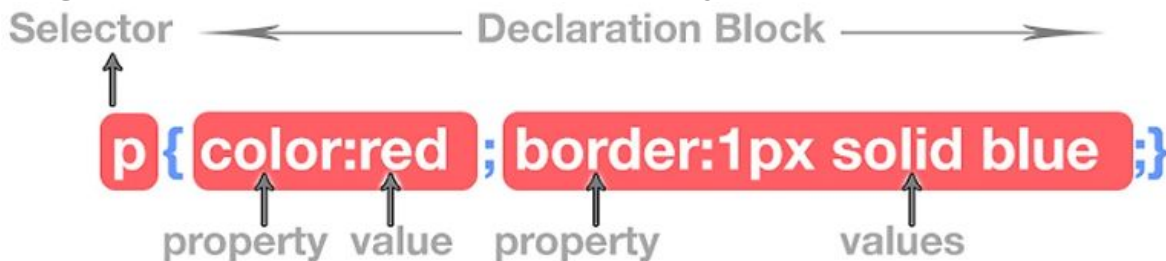 Selector Declaration Block
p { color:red ; border:1px solid blue ;}
property value property values